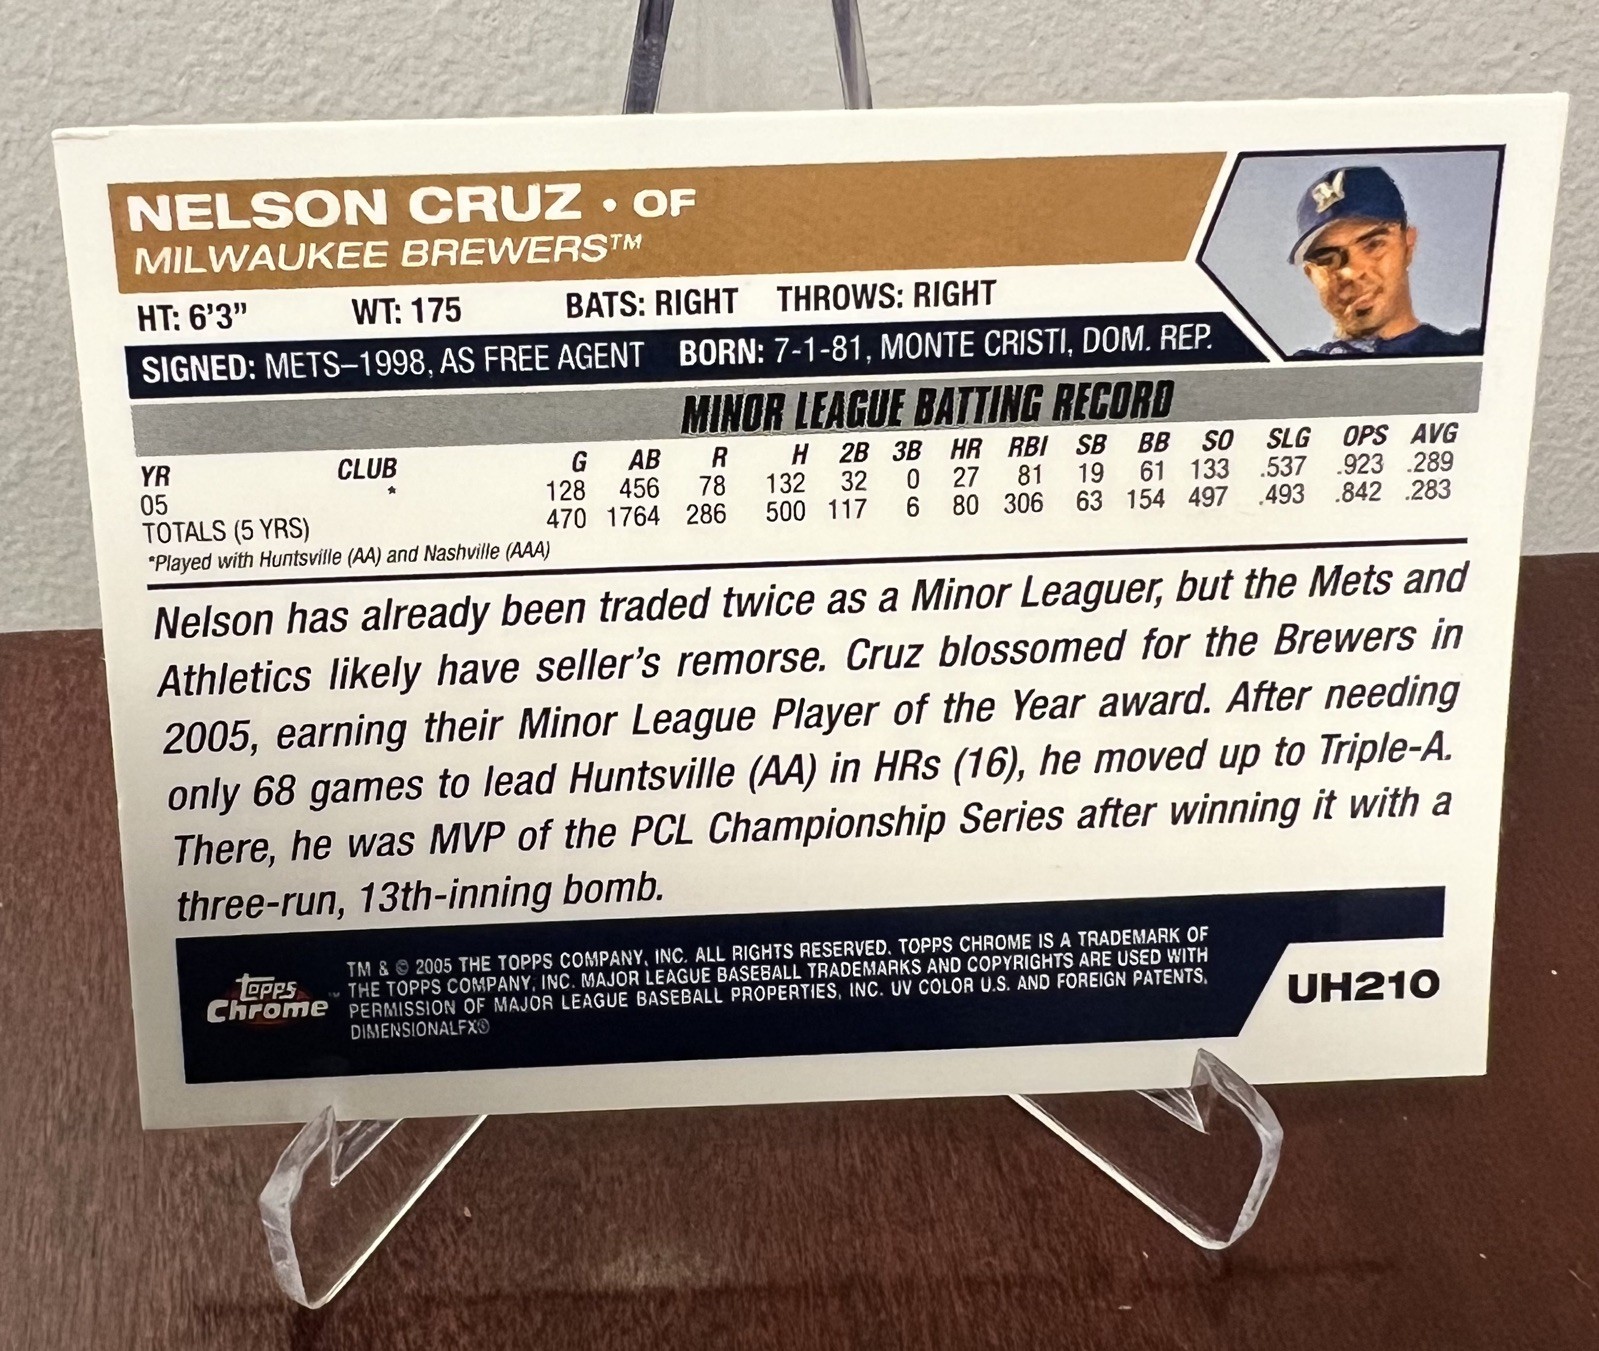 NELSON CRUZ • OF
MILWAUKEE BREWERS™
HT: 6'3" WT: 175 BATS: RIGHT THROWS: RIGHT
SIGNED: METS–1998, AS FREE AGENT BORN: 7-1-81, MONTE CRISTI, DOM. REP.
MINOR LEAGUE BATTING RECORD
YR CLUB G AB R H 2B 3B HR RBI SB BB SO SLG OPS AVG
05 * 128 456 78 132 32 0 27 81 19 61 133 .537 .923 .289
TOTALS (5 YRS) 470 1764 286 500 117 6 80 306 63 154 497 .493 .842 .283
*Played with Huntsville (AA) and Nashville (AAA)
Nelson has already been traded twice as a Minor Leaguer, but the Mets and
Athletics likely have seller's remorse. Cruz blossomed for the Brewers in
2005, earning their Minor League Player of the Year award. After needing
only 68 games to lead Huntsville (AA) in HRs (16), he moved up to Triple-A.
There, he was MVP of the PCL Championship Series after winning it with a
three-run, 13th-inning bomb.
topps Chrome™
TM & © 2005 THE TOPPS COMPANY, INC. ALL RIGHTS RESERVED. TOPPS CHROME IS A TRADEMARK OF
THE TOPPS COMPANY, INC. MAJOR LEAGUE BASEBALL TRADEMARKS AND COPYRIGHTS ARE USED WITH
PERMISSION OF MAJOR LEAGUE BASEBALL PROPERTIES, INC. UV COLOR U.S. AND FOREIGN PATENTS,
DIMENSIONALFX®
UH210
M